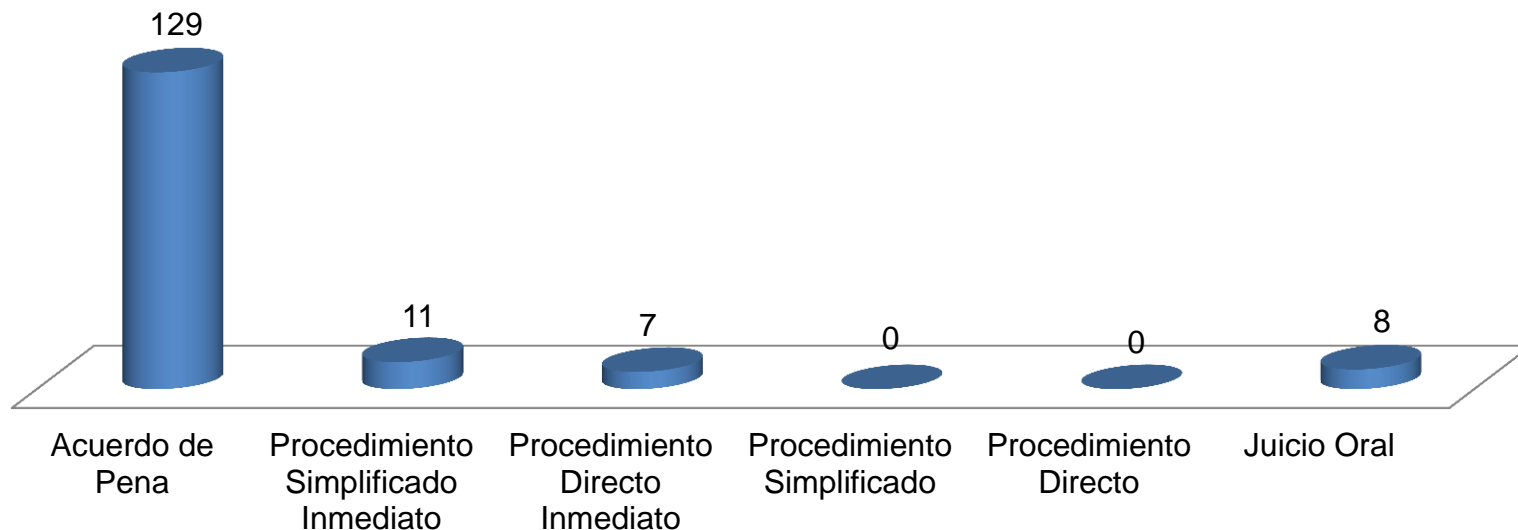 129
11
7
0
0
8
Acuerdo de
Pena
Procedimiento
Simplificado
Inmediato
Procedimiento
Directo
Inmediato
Procedimiento
Simplificado
Procedimiento
Directo
Juicio Oral